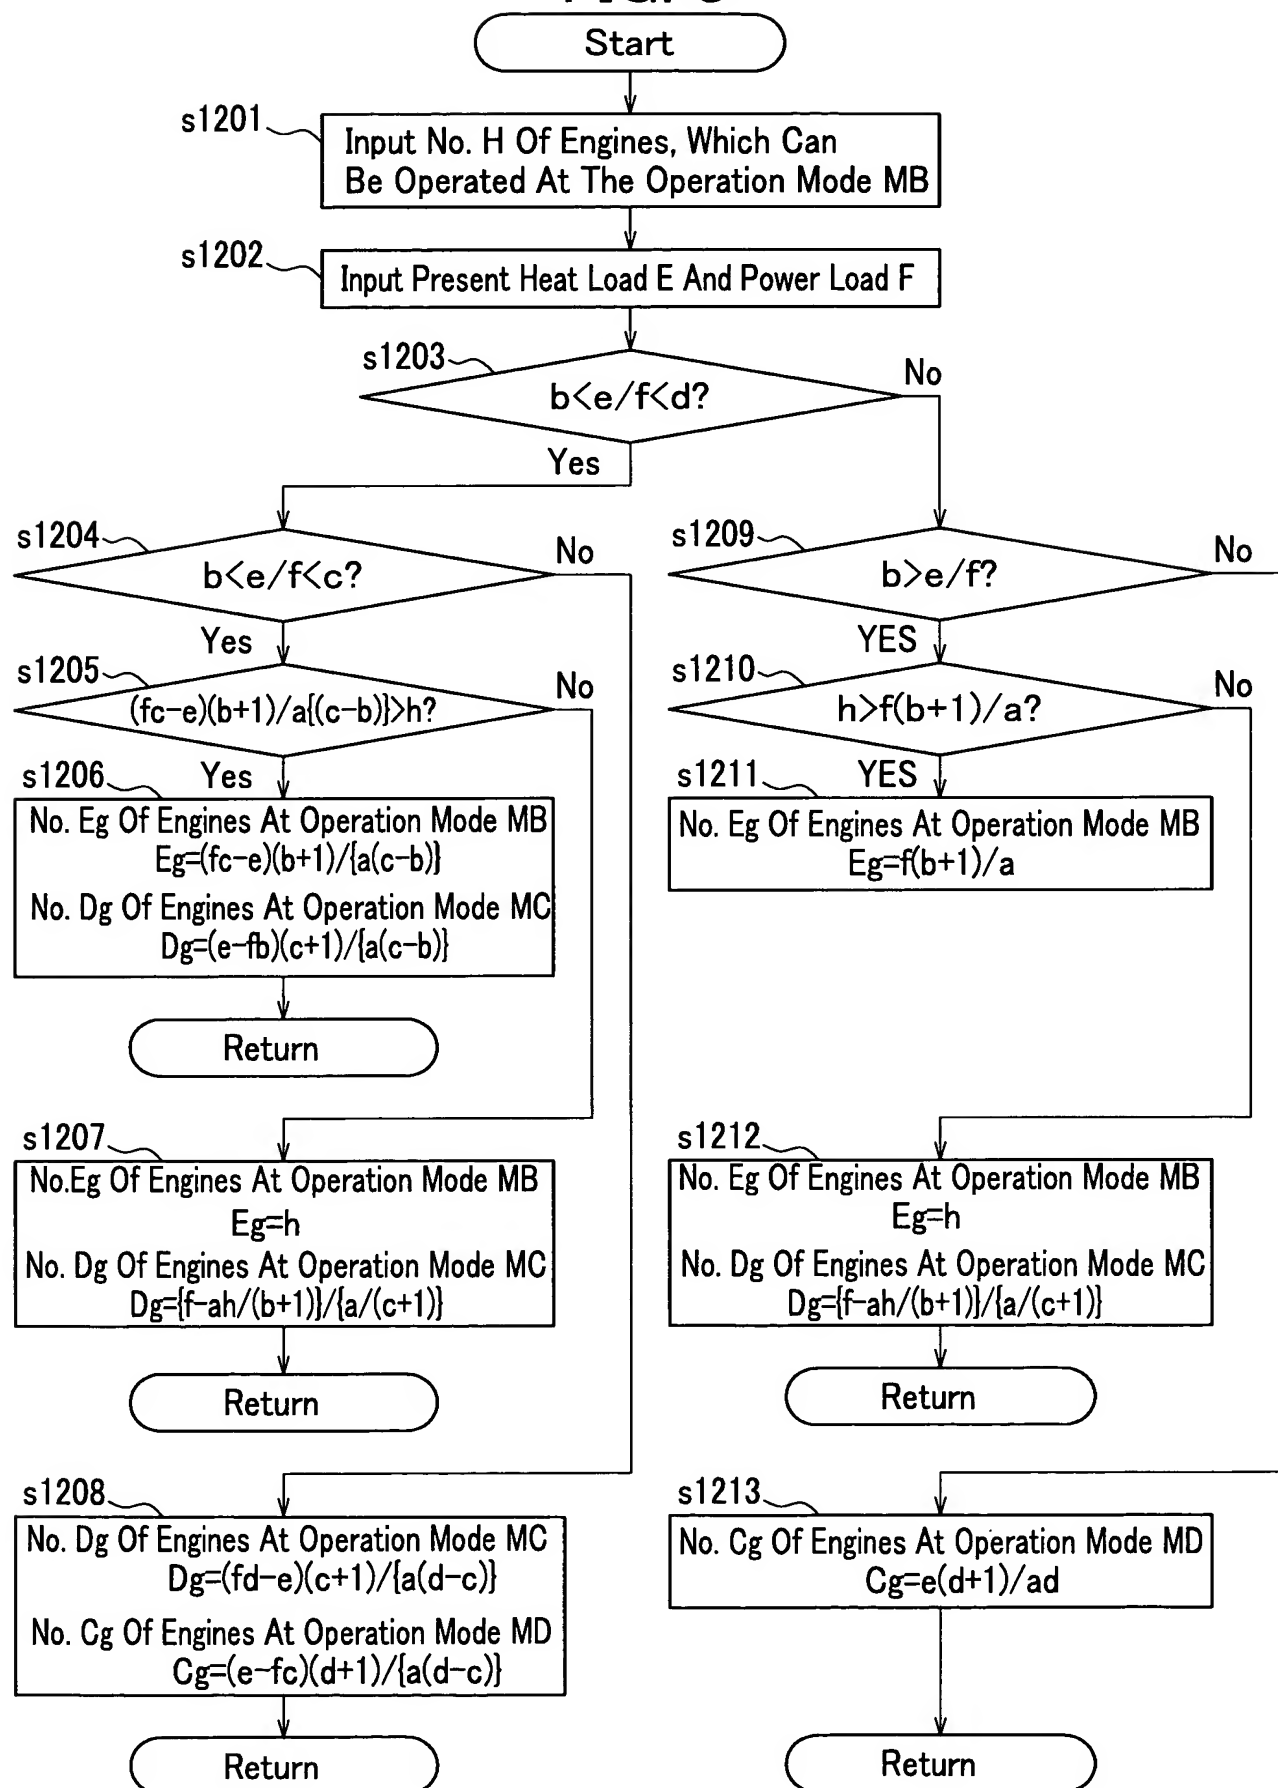 Start
s1201
Input No. H Of Engines, Which Can
Be Operated At The Operation Mode MB
s1202
Input Present Heat Load E And Power Load F
s1203
b<e/f<d?
No
Yes
s1204
b<e/f<c?
No
Yes
s1205
(fc-e)(b+1)/a{(c-b)}>h?
No
Yes
s1206
No. Eg Of Engines At Operation Mode MB
Eg=(fc-e)(b+1)/{a(c-b)}
No. Dg Of Engines At Operation Mode MC
Dg=(e-fb)(c+1)/{a(c-b)}
Return
s1207
No.Eg Of Engines At Operation Mode MB
Eg=h
No. Dg Of Engines At Operation Mode MC
Dg={f-ah/(b+1)}/{a/(c+1)}
Return
s1208
No. Dg Of Engines At Operation Mode MC
Dg=(fd-e)(c+1)/{a(d-c)}
No. Cg Of Engines At Operation Mode MD
Cg=(e-fc)(d+1)/{a(d-c)}
Return
s1209
b>e/f?
No
YES
s1210
h>f(b+1)/a?
No
YES
s1211
No. Eg Of Engines At Operation Mode MB
Eg=f(b+1)/a
s1212
No. Eg Of Engines At Operation Mode MB
Eg=h
No. Dg Of Engines At Operation Mode MC
Dg={f-ah/(b+1)}/{a/(c+1)}
Return
s1213
No. Cg Of Engines At Operation Mode MD
Cg=e(d+1)/ad
Return